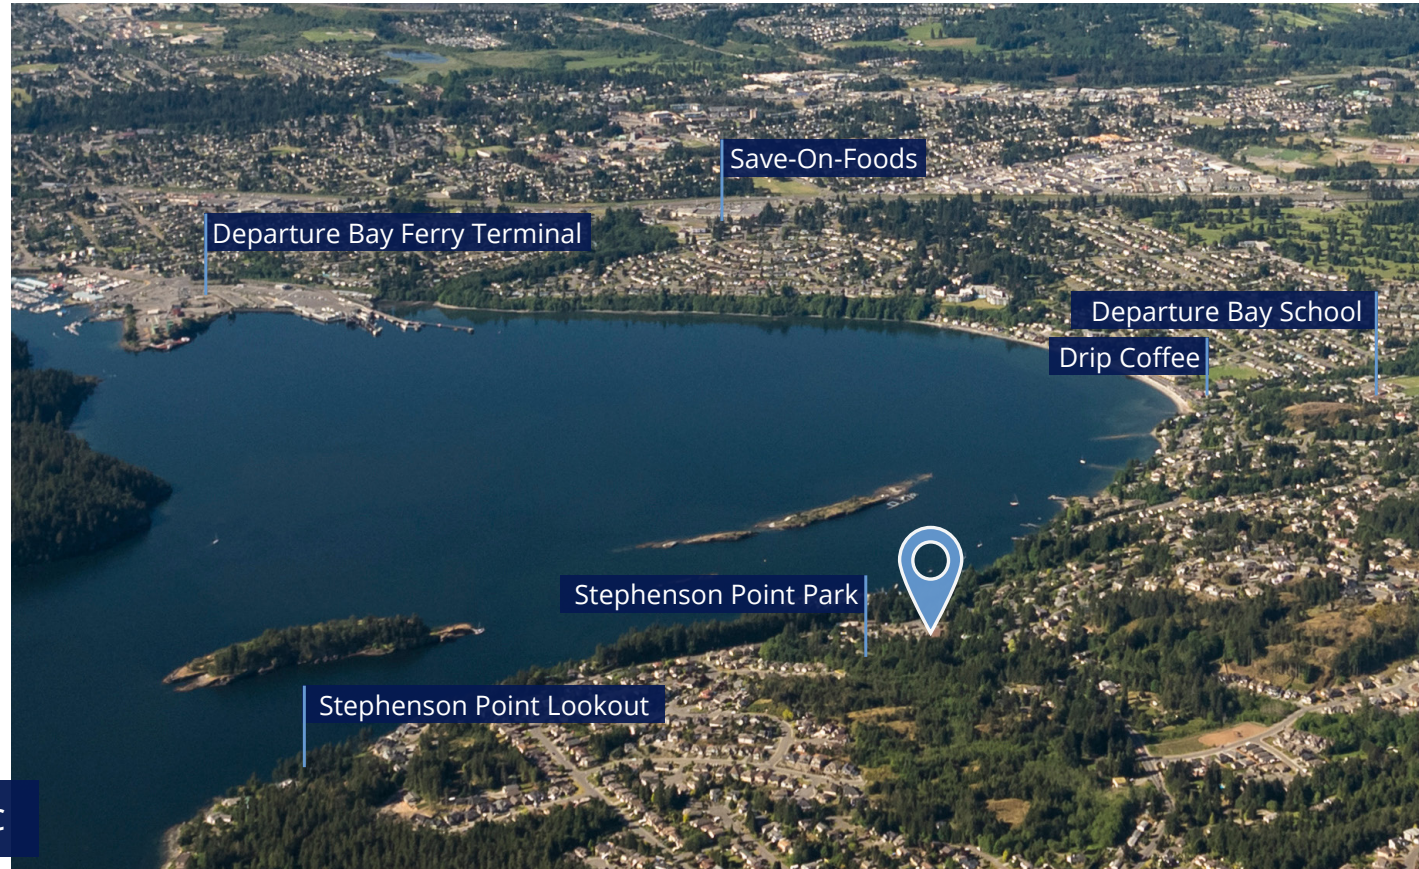 Save-On-Foods
Departure Bay Ferry Terminal
Departure Bay School
Drip Coffee
Stephenson Point Park
Stephenson Point Lookout